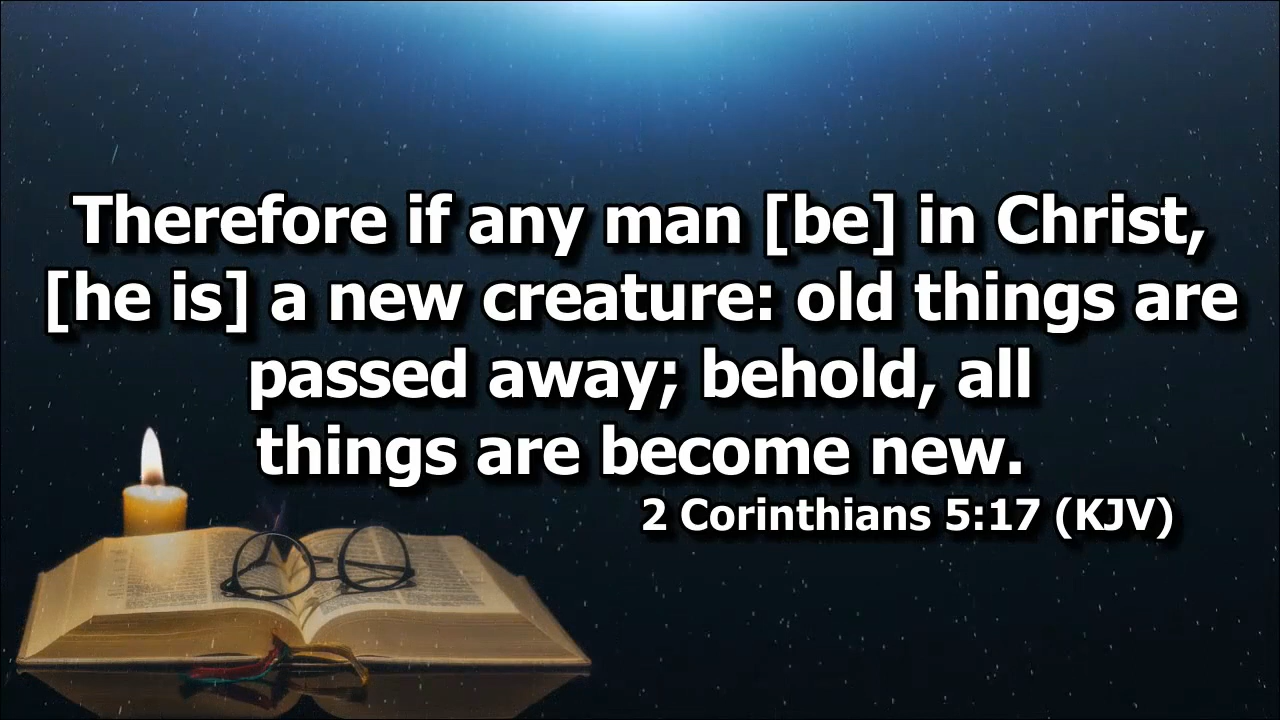 Therefore if any man [be] in Christ,
[he is] a new creature: old things are
passed away; behold, all
things are become new.
2 Corinthians 5:17 (KJV)